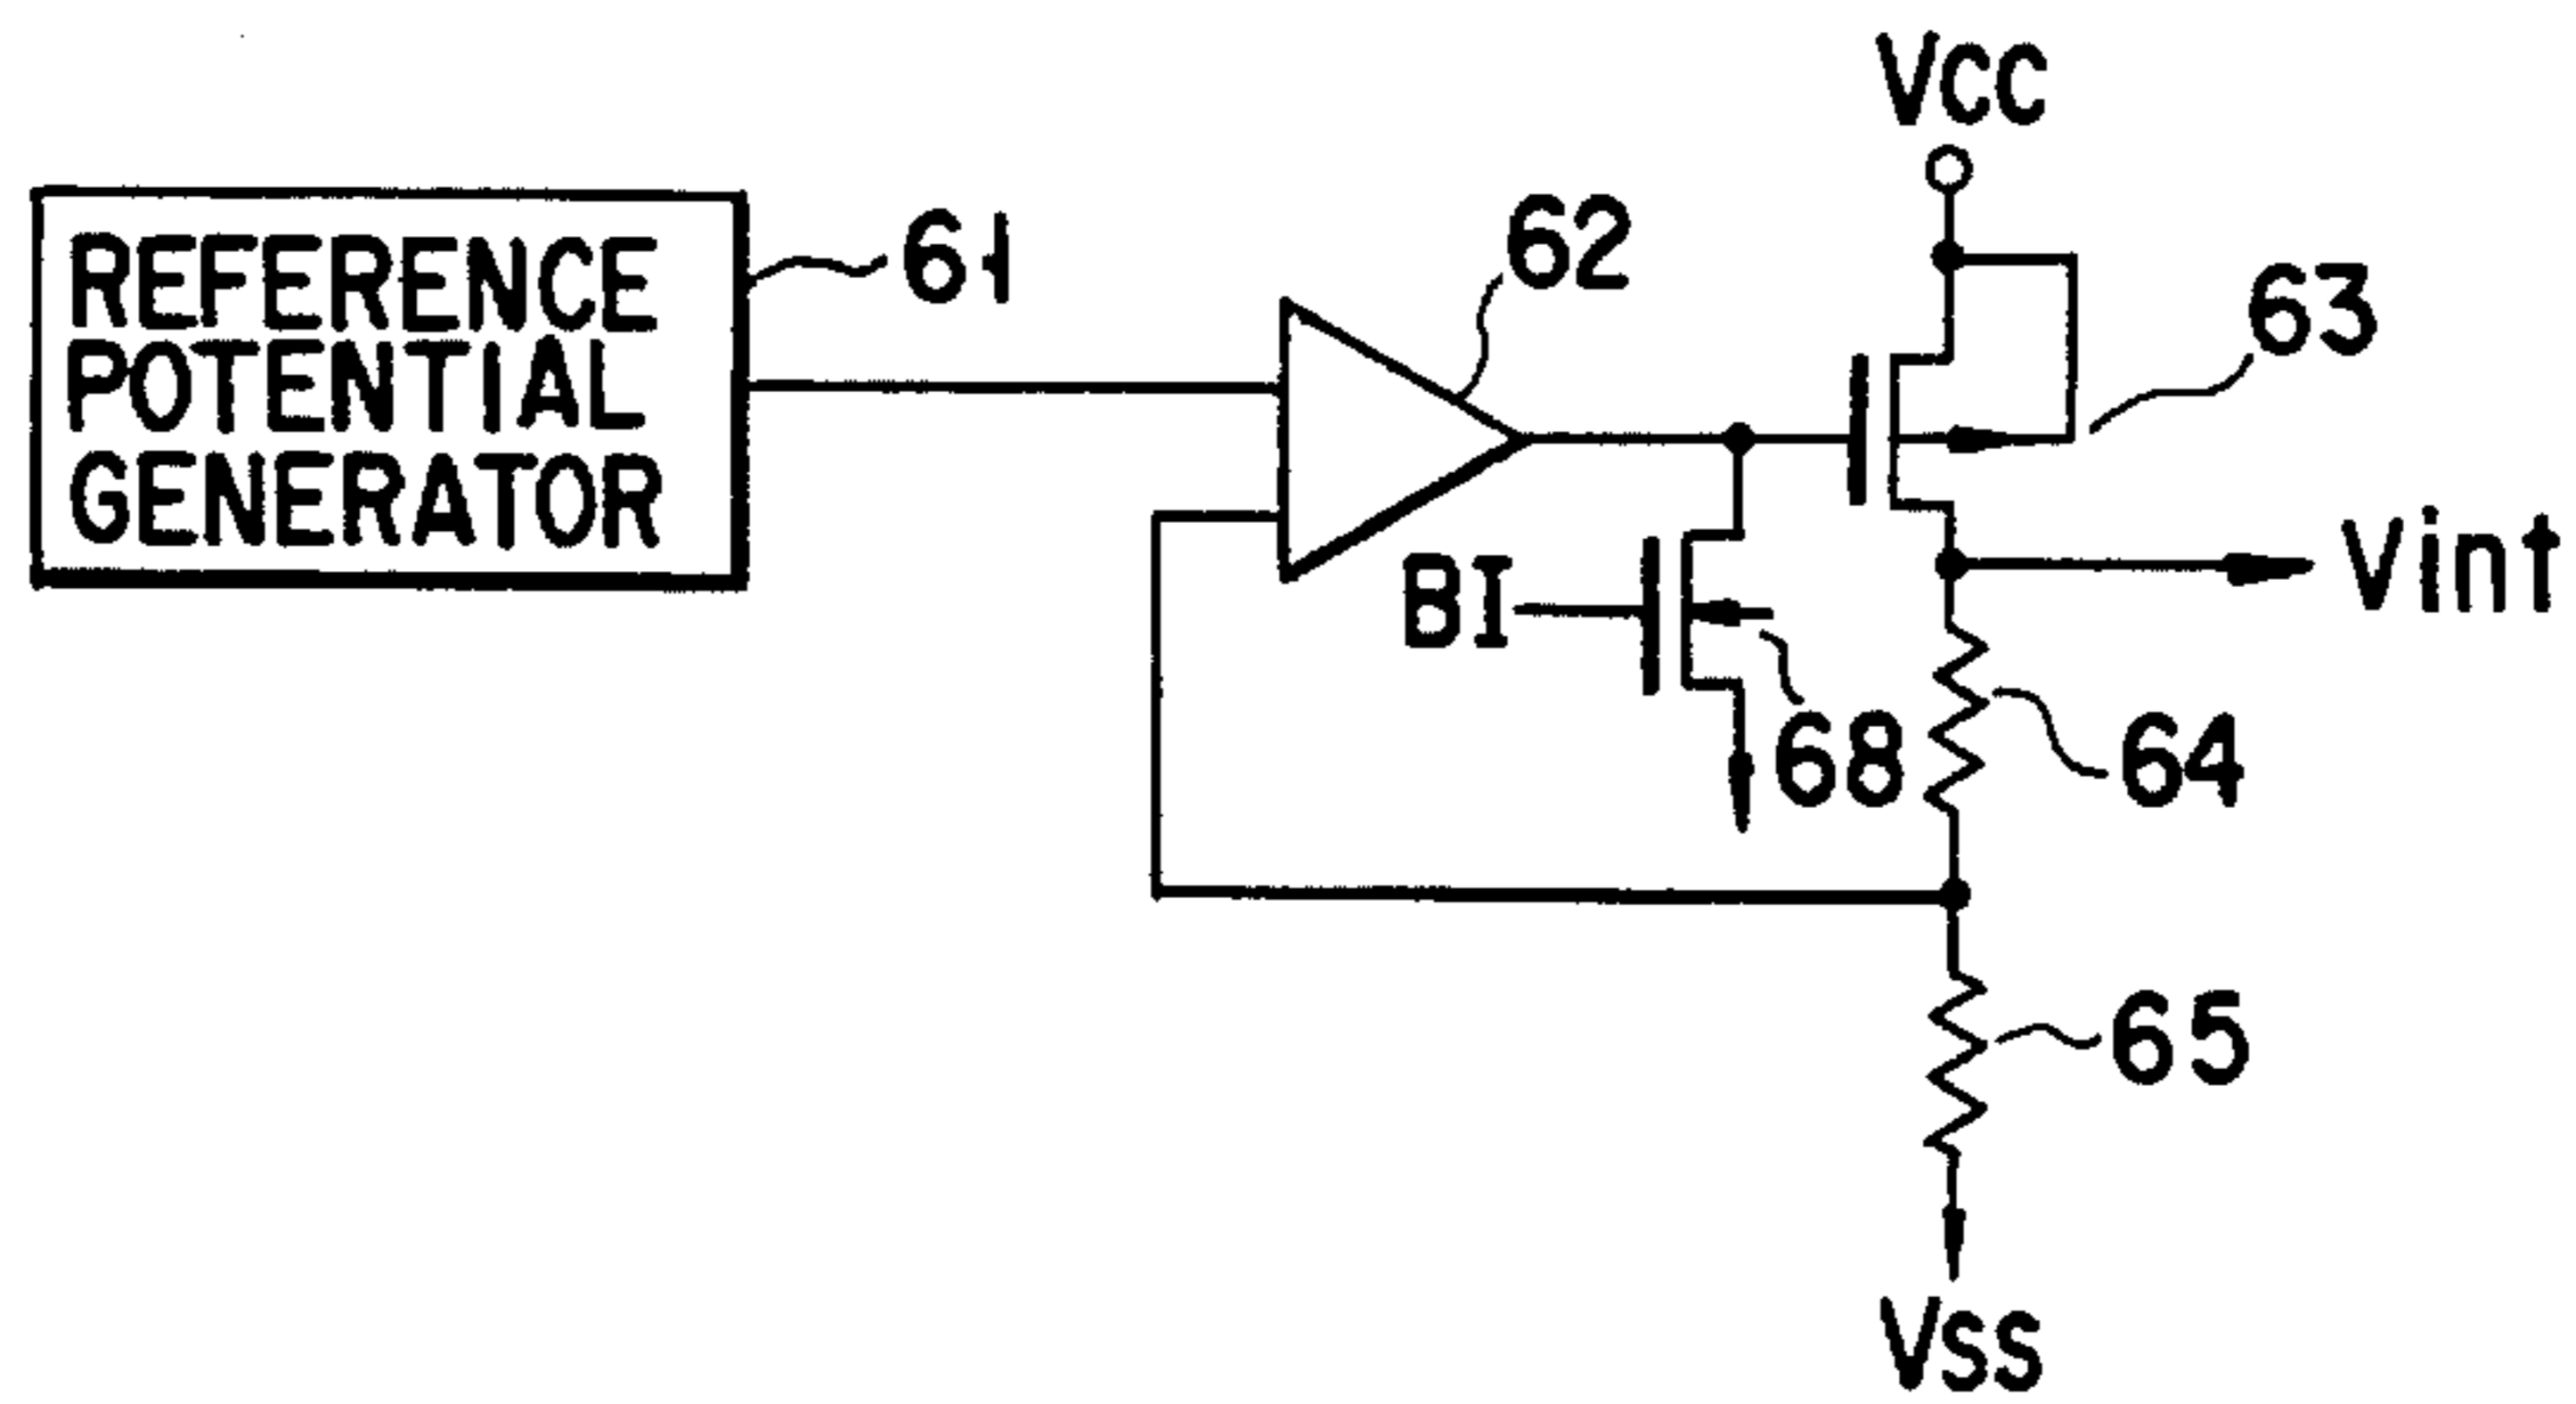 VCC
REFERENCE
POTENTIAL
GENERATOR
61
62
63
BI
Vint
68
64
65
VSS